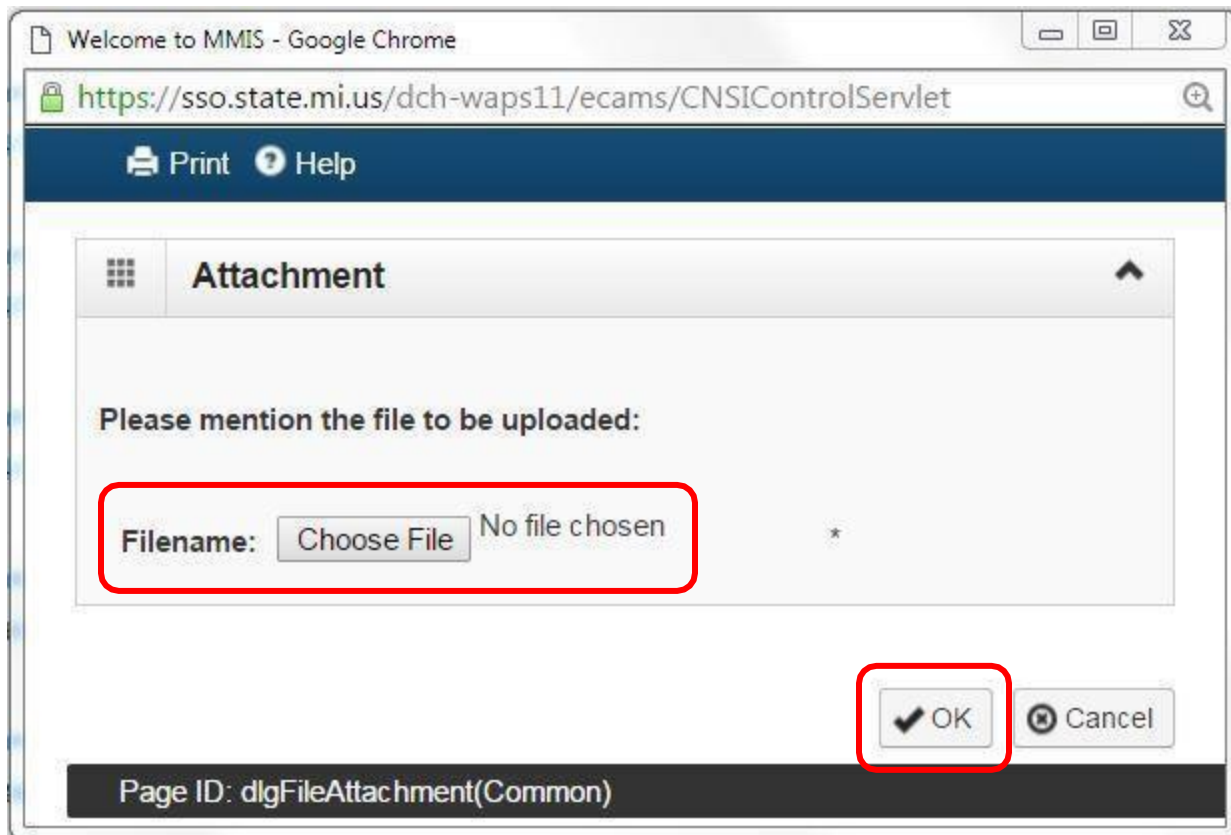 Welcome to MMIS - Google Chrome
https://sso.state.mi.us/dch-waps11/ecams/CNSIControlServlet
Print Help
Attachment
Please mention the file to be uploaded:
Filename: Choose File No file chosen *
OK Cancel
Page ID: dlgFileAttachment(Common)